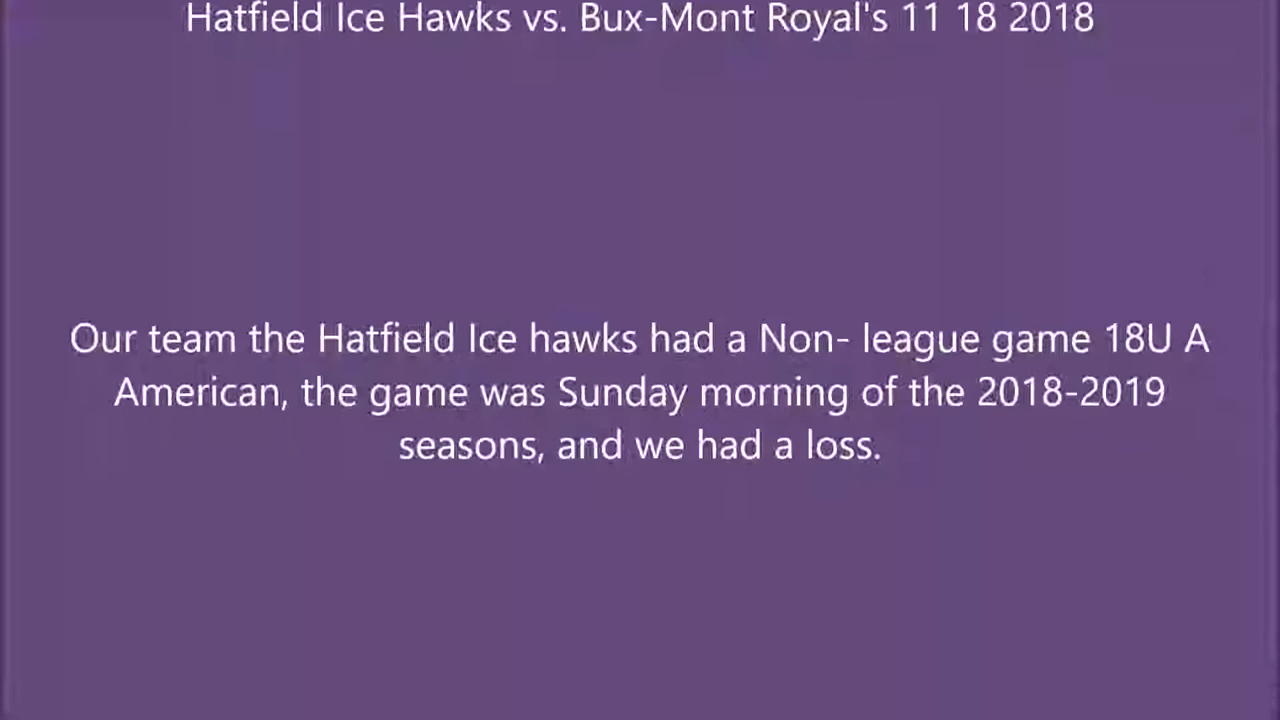 Hatfield Ice Hawks vs. Bux-Mont Royal's 11 18 2018
Our team the Hatfield Ice hawks had a Non- league game 18U A
American, the game was Sunday morning of the 2018-2019
seasons, and we had a loss.